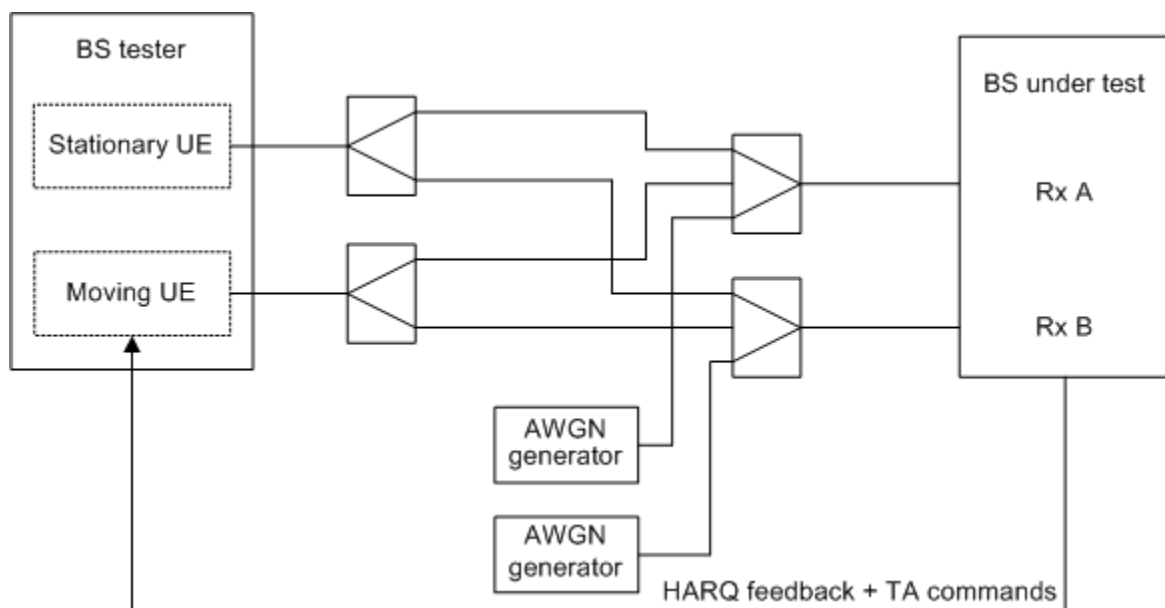 BS tester
Stationary UE
Moving UE
BS under test
Rx A
Rx B
AWGN
generator
AWGN
generator
HARQ feedback + TA commands